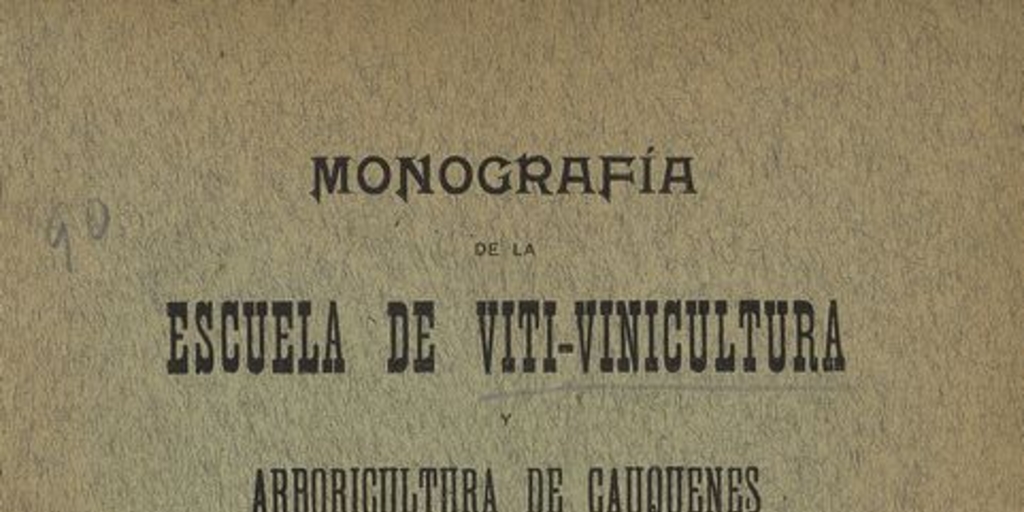 MONOGRAFÍA
90.
DE LA
ESCUELA DE VITI-VINICULTURA
Y
ARBORICULTURA DE CAUQUENES